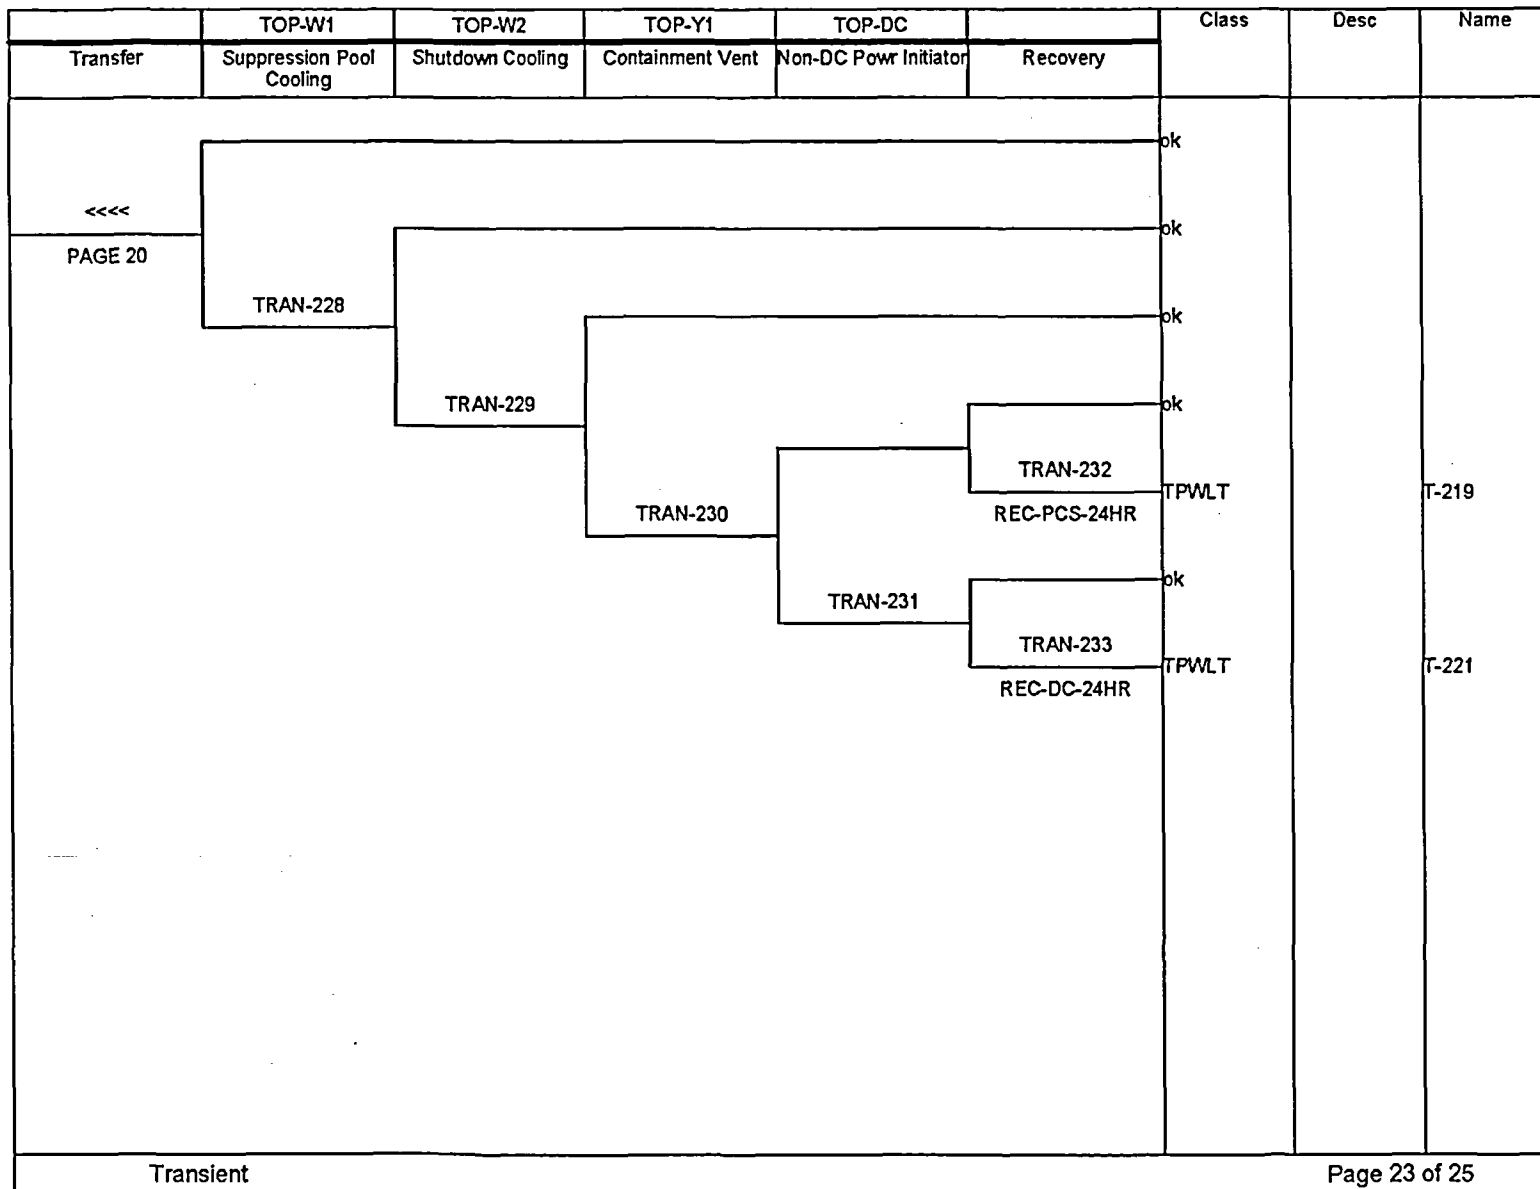 TOP-W1 TOP-W2 TOP-Y1 TOP-DC Class Desc Name
Transfer Suppression Pool Shutdown Cooling Containment Vent Non-DC Powr Initiator Recovery
Cooling
ok
<<<<
ok
PAGE 20
TRAN-228
ok
TRAN-229
ok
TRAN-232
TPWLT T-219
TRAN-230 REC-PCS-24HR
ok
TRAN-231
TRAN-233
TPWLT T-221
REC-DC-24HR
Transient Page 23 of 25